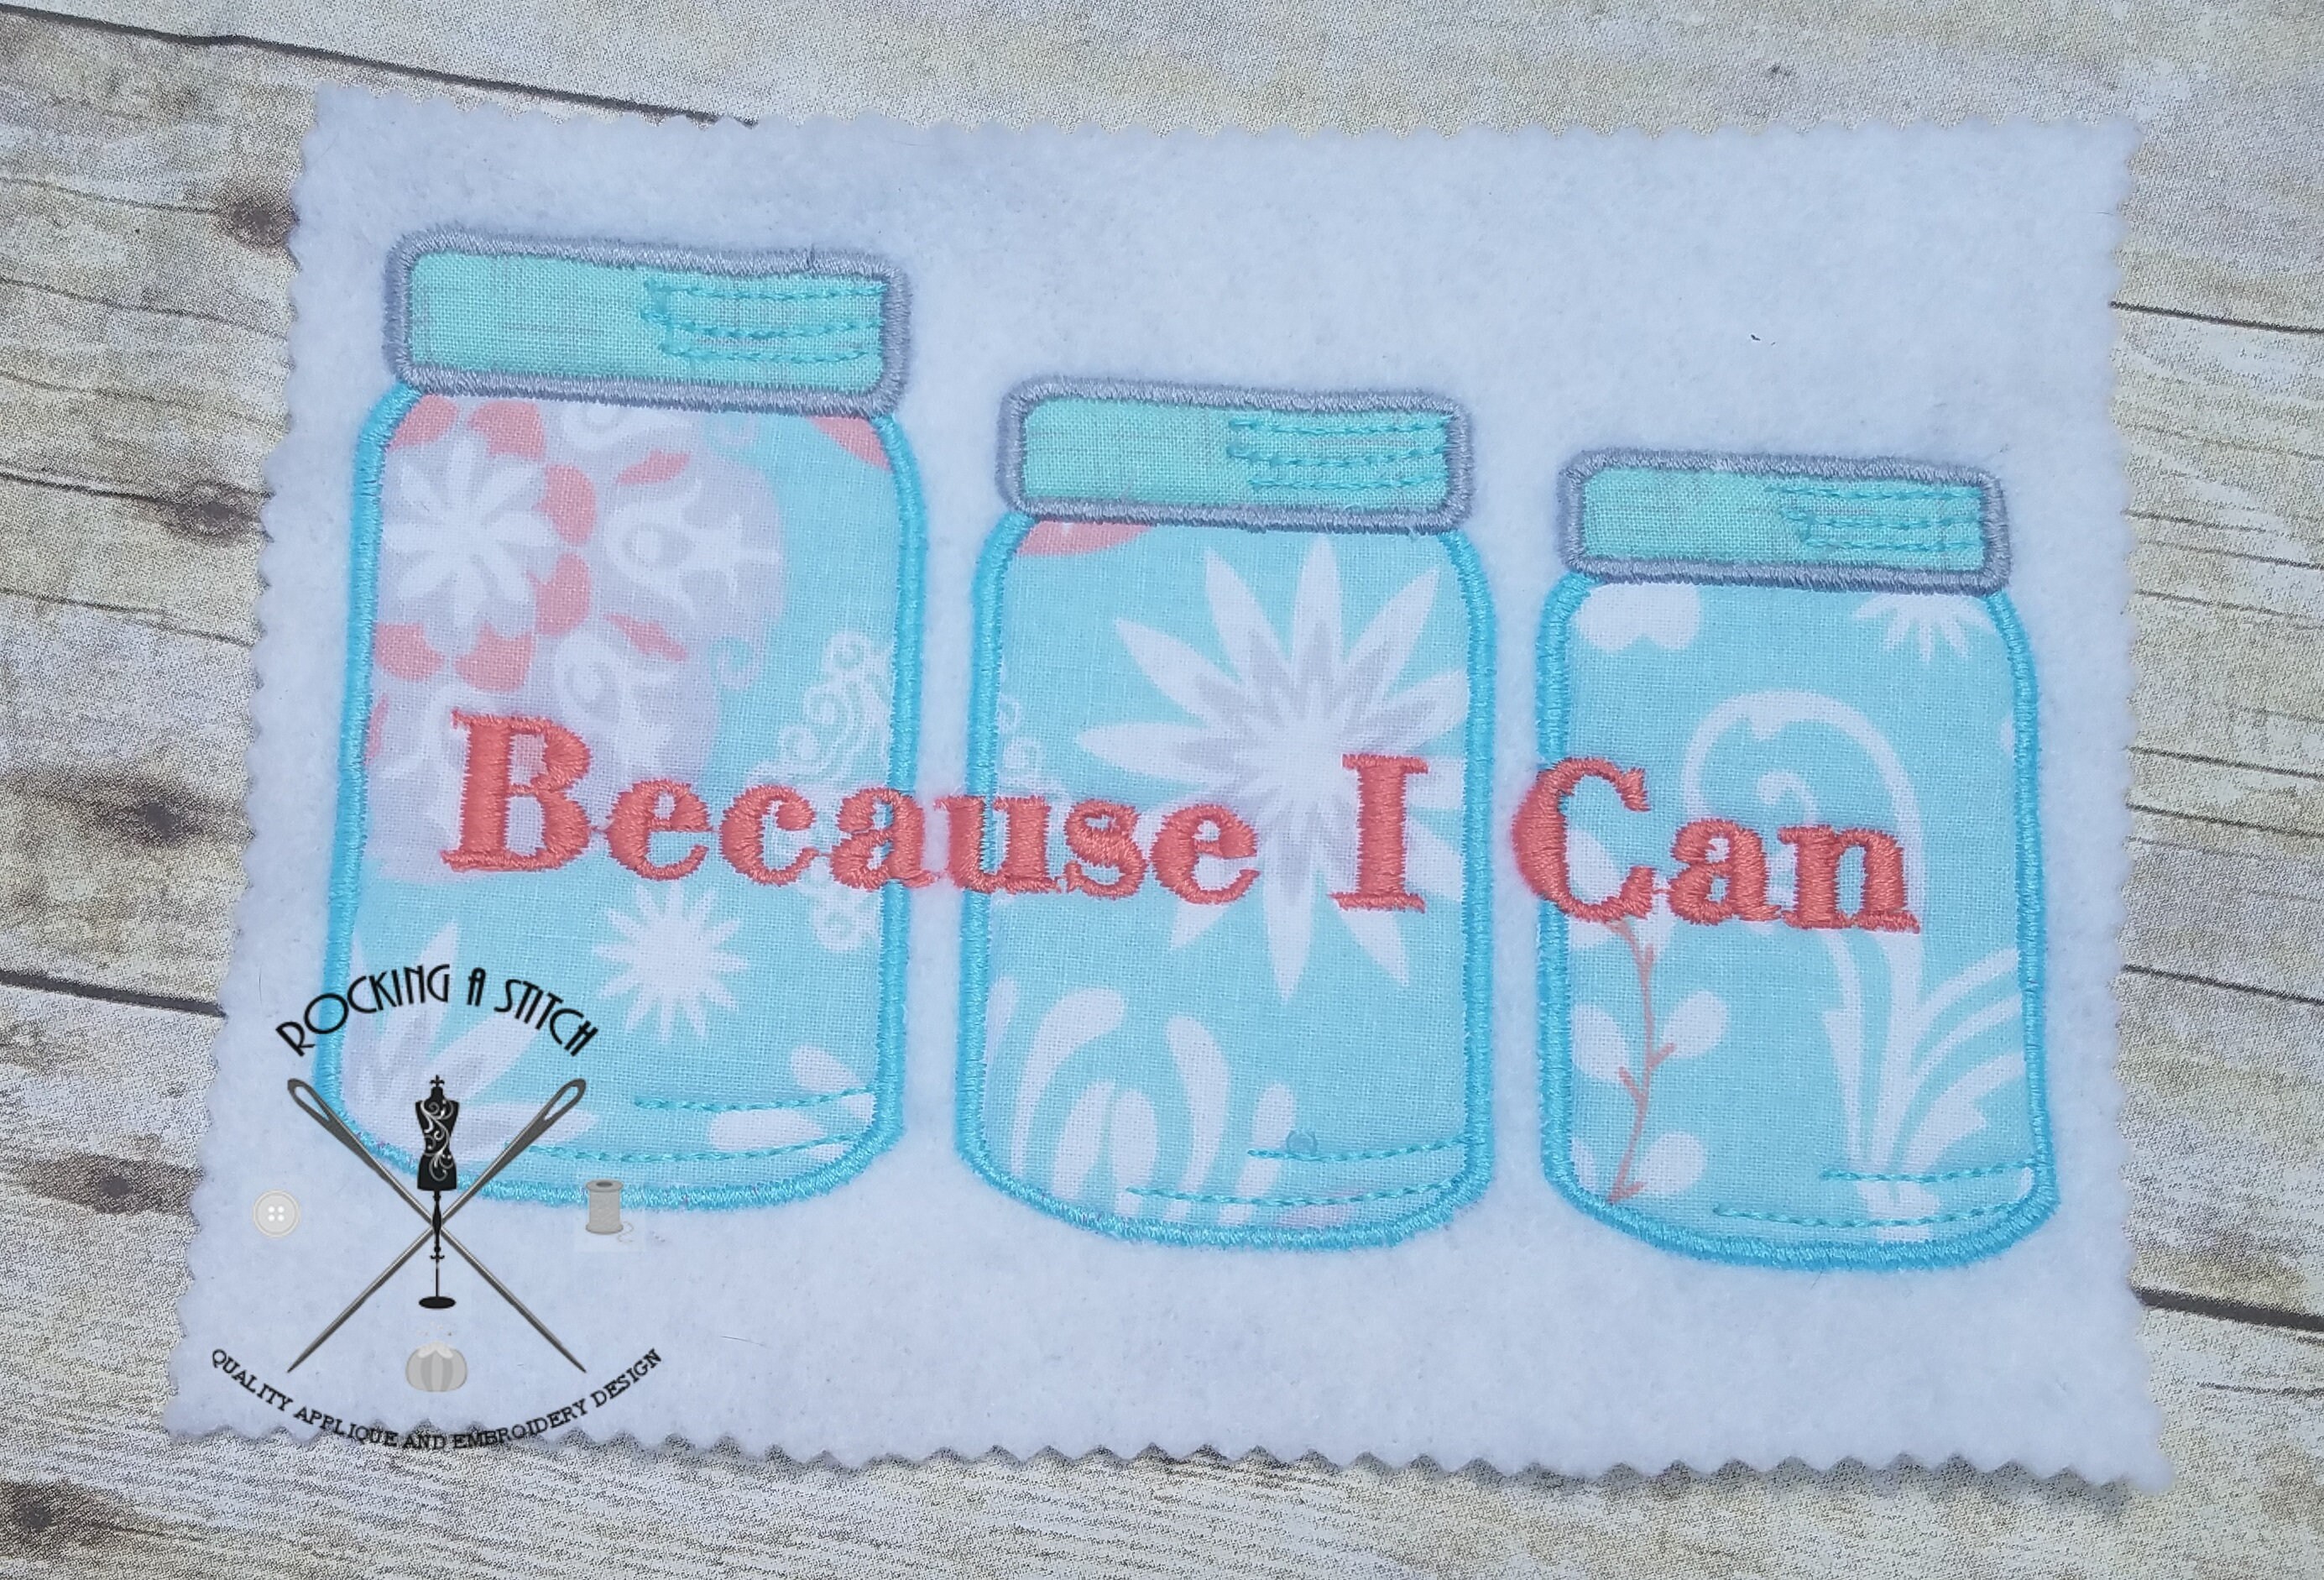 Because I Can
ROCKING A STITCH
QUALITY APPLIQUE AND EMBROIDERY DESIGN